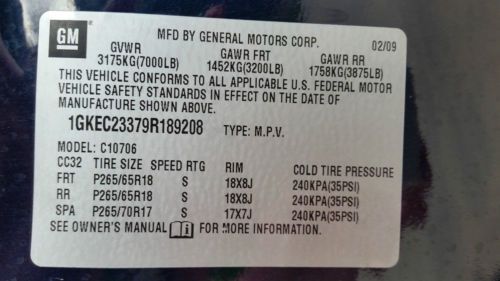 GM
MFD BY GENERAL MOTORS CORP. 02/09
GVWR GAWR FRT GAWR RR
3175KG(7000LB) 1452KG(3200LB) 1758KG(3875LB)
THIS VEHICLE CONFORMS TO ALL APPLICABLE U.S. FEDERAL MOTOR
VEHICLE SAFETY STANDARDS IN EFFECT ON THE DATE OF
MANUFACTURE SHOWN ABOVE.
1GKEC23379R189208 TYPE: M.P.V.
MODEL: C10706
CC32 TIRE SIZE SPEED RTG RIM COLD TIRE PRESSURE
FRT P265/65R18 S 18X8J 240KPA(35PSI)
RR P265/65R18 S 18X8J 240KPA(35PSI)
SPA P265/70R17 S 17X7J 240KPA(35PSI)
SEE OWNER'S MANUAL i FOR MORE INFORMATION.